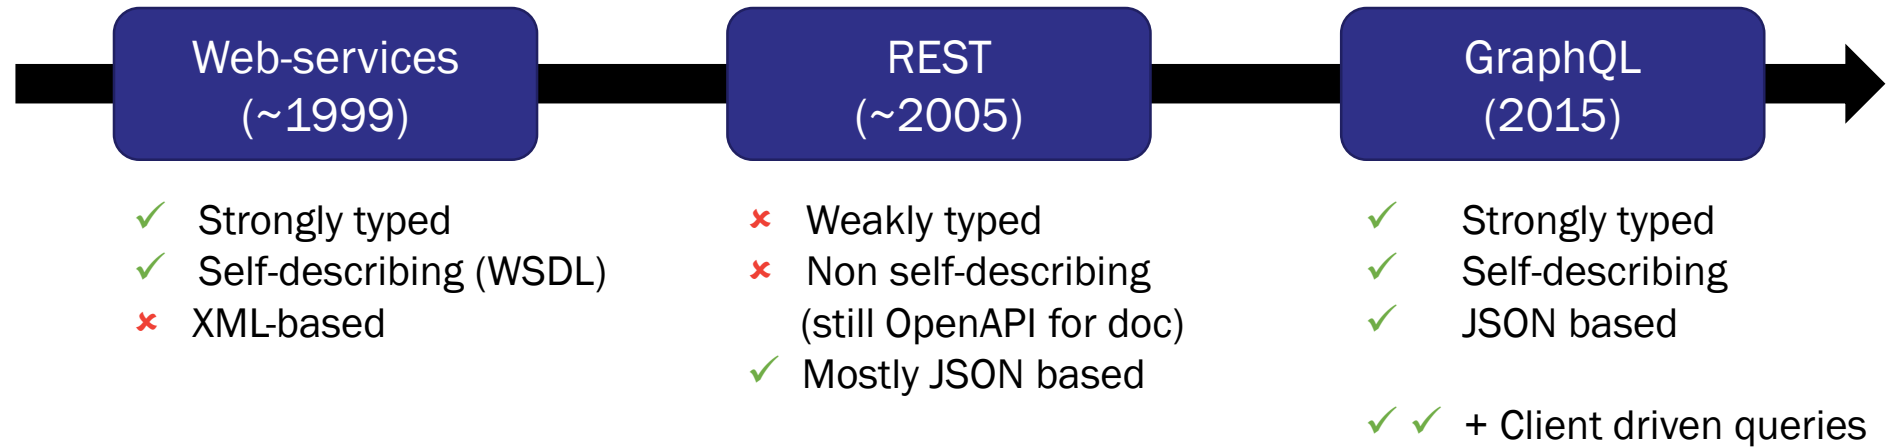 Web-services
(~1999)
REST
(~2005)
GraphQL
(2015)
✓ Strongly typed
✓ Self-describing (WSDL)
✗ XML-based
✗ Weakly typed
✗ Non self-describing
(still OpenAPI for doc)
✓ Mostly JSON based
✓ Strongly typed
✓ Self-describing
✓ JSON based
✓ ✓ + Client driven queries